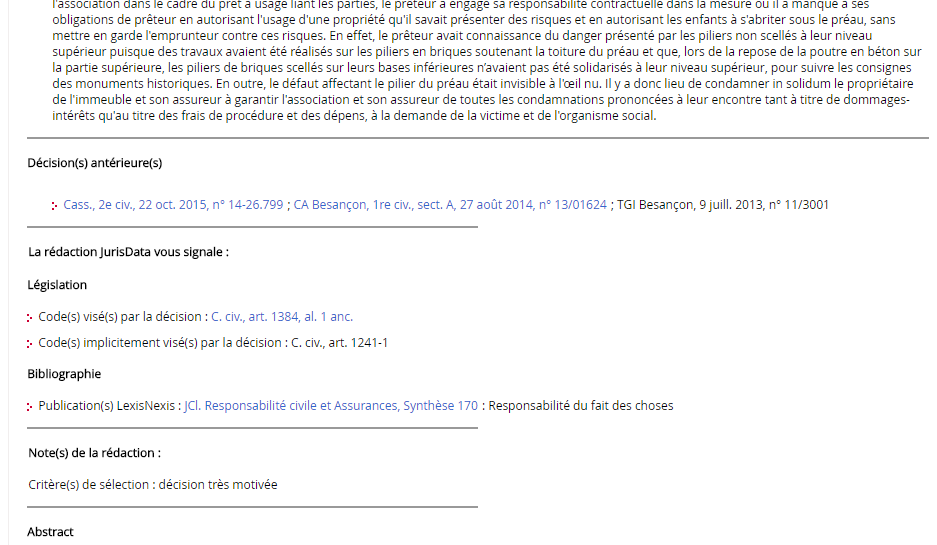 l'association dans le cadre du prêt à usage liant les parties, le prêteur a engagé sa responsabilité contractuelle dans la mesure où il a manqué à ses
obligations de prêteur en autorisant l'usage d'une propriété qu'il savait présenter des risques et en autorisant les enfants à s'abriter sous le préau, sans
mettre en garde l'emprunteur contre ces risques. En effet, le prêteur avait connaissance du danger présenté par les piliers non scellés à leur niveau
supérieur puisque des travaux avaient été réalisés sur les piliers en briques soutenant la toiture du préau et que, lors de la repose de la poutre en béton sur
la partie supérieure, les piliers de briques scellés sur leurs bases inférieures n'avaient pas été solidarisés à leur niveau supérieur, pour suivre les consignes
des monuments historiques. En outre, le défaut affectant le pilier du préau était invisible à l'œil nu. Il y a donc lieu de condamner in solidum le propriétaire
de l'immeuble et son assureur à garantir l'association et son assureur de toutes les condamnations prononcées à leur encontre tant à titre de dommages-
intérêts qu'au titre des frais de procédure et des dépens, à la demande de la victime et de l'organisme social.
Décision(s) antérieure(s)
Cass., 2e civ., 22 oct. 2015, n° 14-26.799 ; CA Besançon, 1re civ., sect. A, 27 août 2014, n° 13/01624 ; TGI Besançon, 9 juill. 2013, n° 11/3001
La rédaction JurisData vous signale :
Législation
Code(s) visé(s) par la décision : C. civ., art. 1384, al. 1 anc.
Code(s) implicitement visé(s) par la décision : C. civ., art. 1241-1
Bibliographie
Publication(s) LexisNexis : JCl. Responsabilité civile et Assurances, Synthèse 170 : Responsabilité du fait des choses
Note(s) de la rédaction :
Critère(s) de sélection : décision très motivée
Abstract